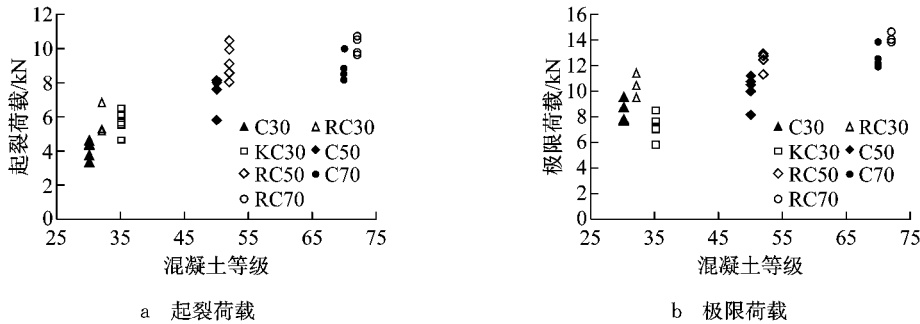 起裂荷载/kN
12
10
8
6
4
2
0
25 35 45 55 65 75
▲ C30 △ RC30
□ KC30 ◆ C50
◇ RC50 ● C70
○ RC70
混凝土等级
a 起裂荷载
极限荷载/kN
16
14
12
10
8
6
4
2
0
25 35 45 55 65 75
▲ C30 △ RC30
□ KC30 ◆ C50
◇ RC50 ● C70
○ RC70
混凝土等级
b 极限荷载